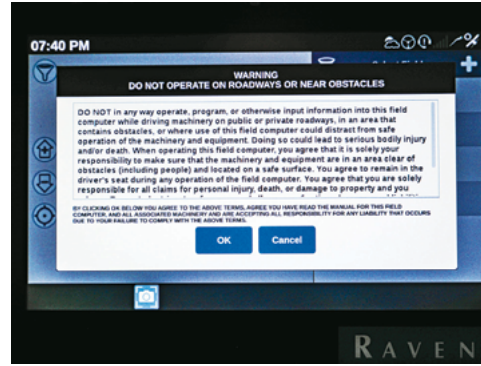 07:40 PM
WARNING
DO NOT OPERATE ON ROADWAYS OR NEAR OBSTACLES
DO NOT in any way operate, program, or otherwise input information into this field
computer while driving machinery on public or private roadways, in an area that
contains obstacles, or where use of this field computer could distract from safe
operation of the machinery and equipment. Doing so could lead to serious bodily injury
and/or death. When operating this field computer, you agree that it is solely your
responsibility to make sure that the machinery and equipment are in an area clear of
obstacles (including people) and located on a safe surface. You agree to remain in the
driver's seat during any operation of the field computer. You agree that you are solely
responsible for all claims for personal injury, death, or damage to property and you
BY CLICKING OK BELOW YOU AGREE TO THE ABOVE TERMS, AGREE YOU HAVE READ THE MANUAL FOR THIS FIELD
COMPUTER, AND ALL ASSOCIATED MACHINERY AND ARE ACCEPTING ALL RESPONSIBILITY FOR ANY LIABILITY THAT OCCURS
DUE TO YOUR FAILURE TO COMPLY WITH THE ABOVE TERMS.
OK Cancel
RAVEN